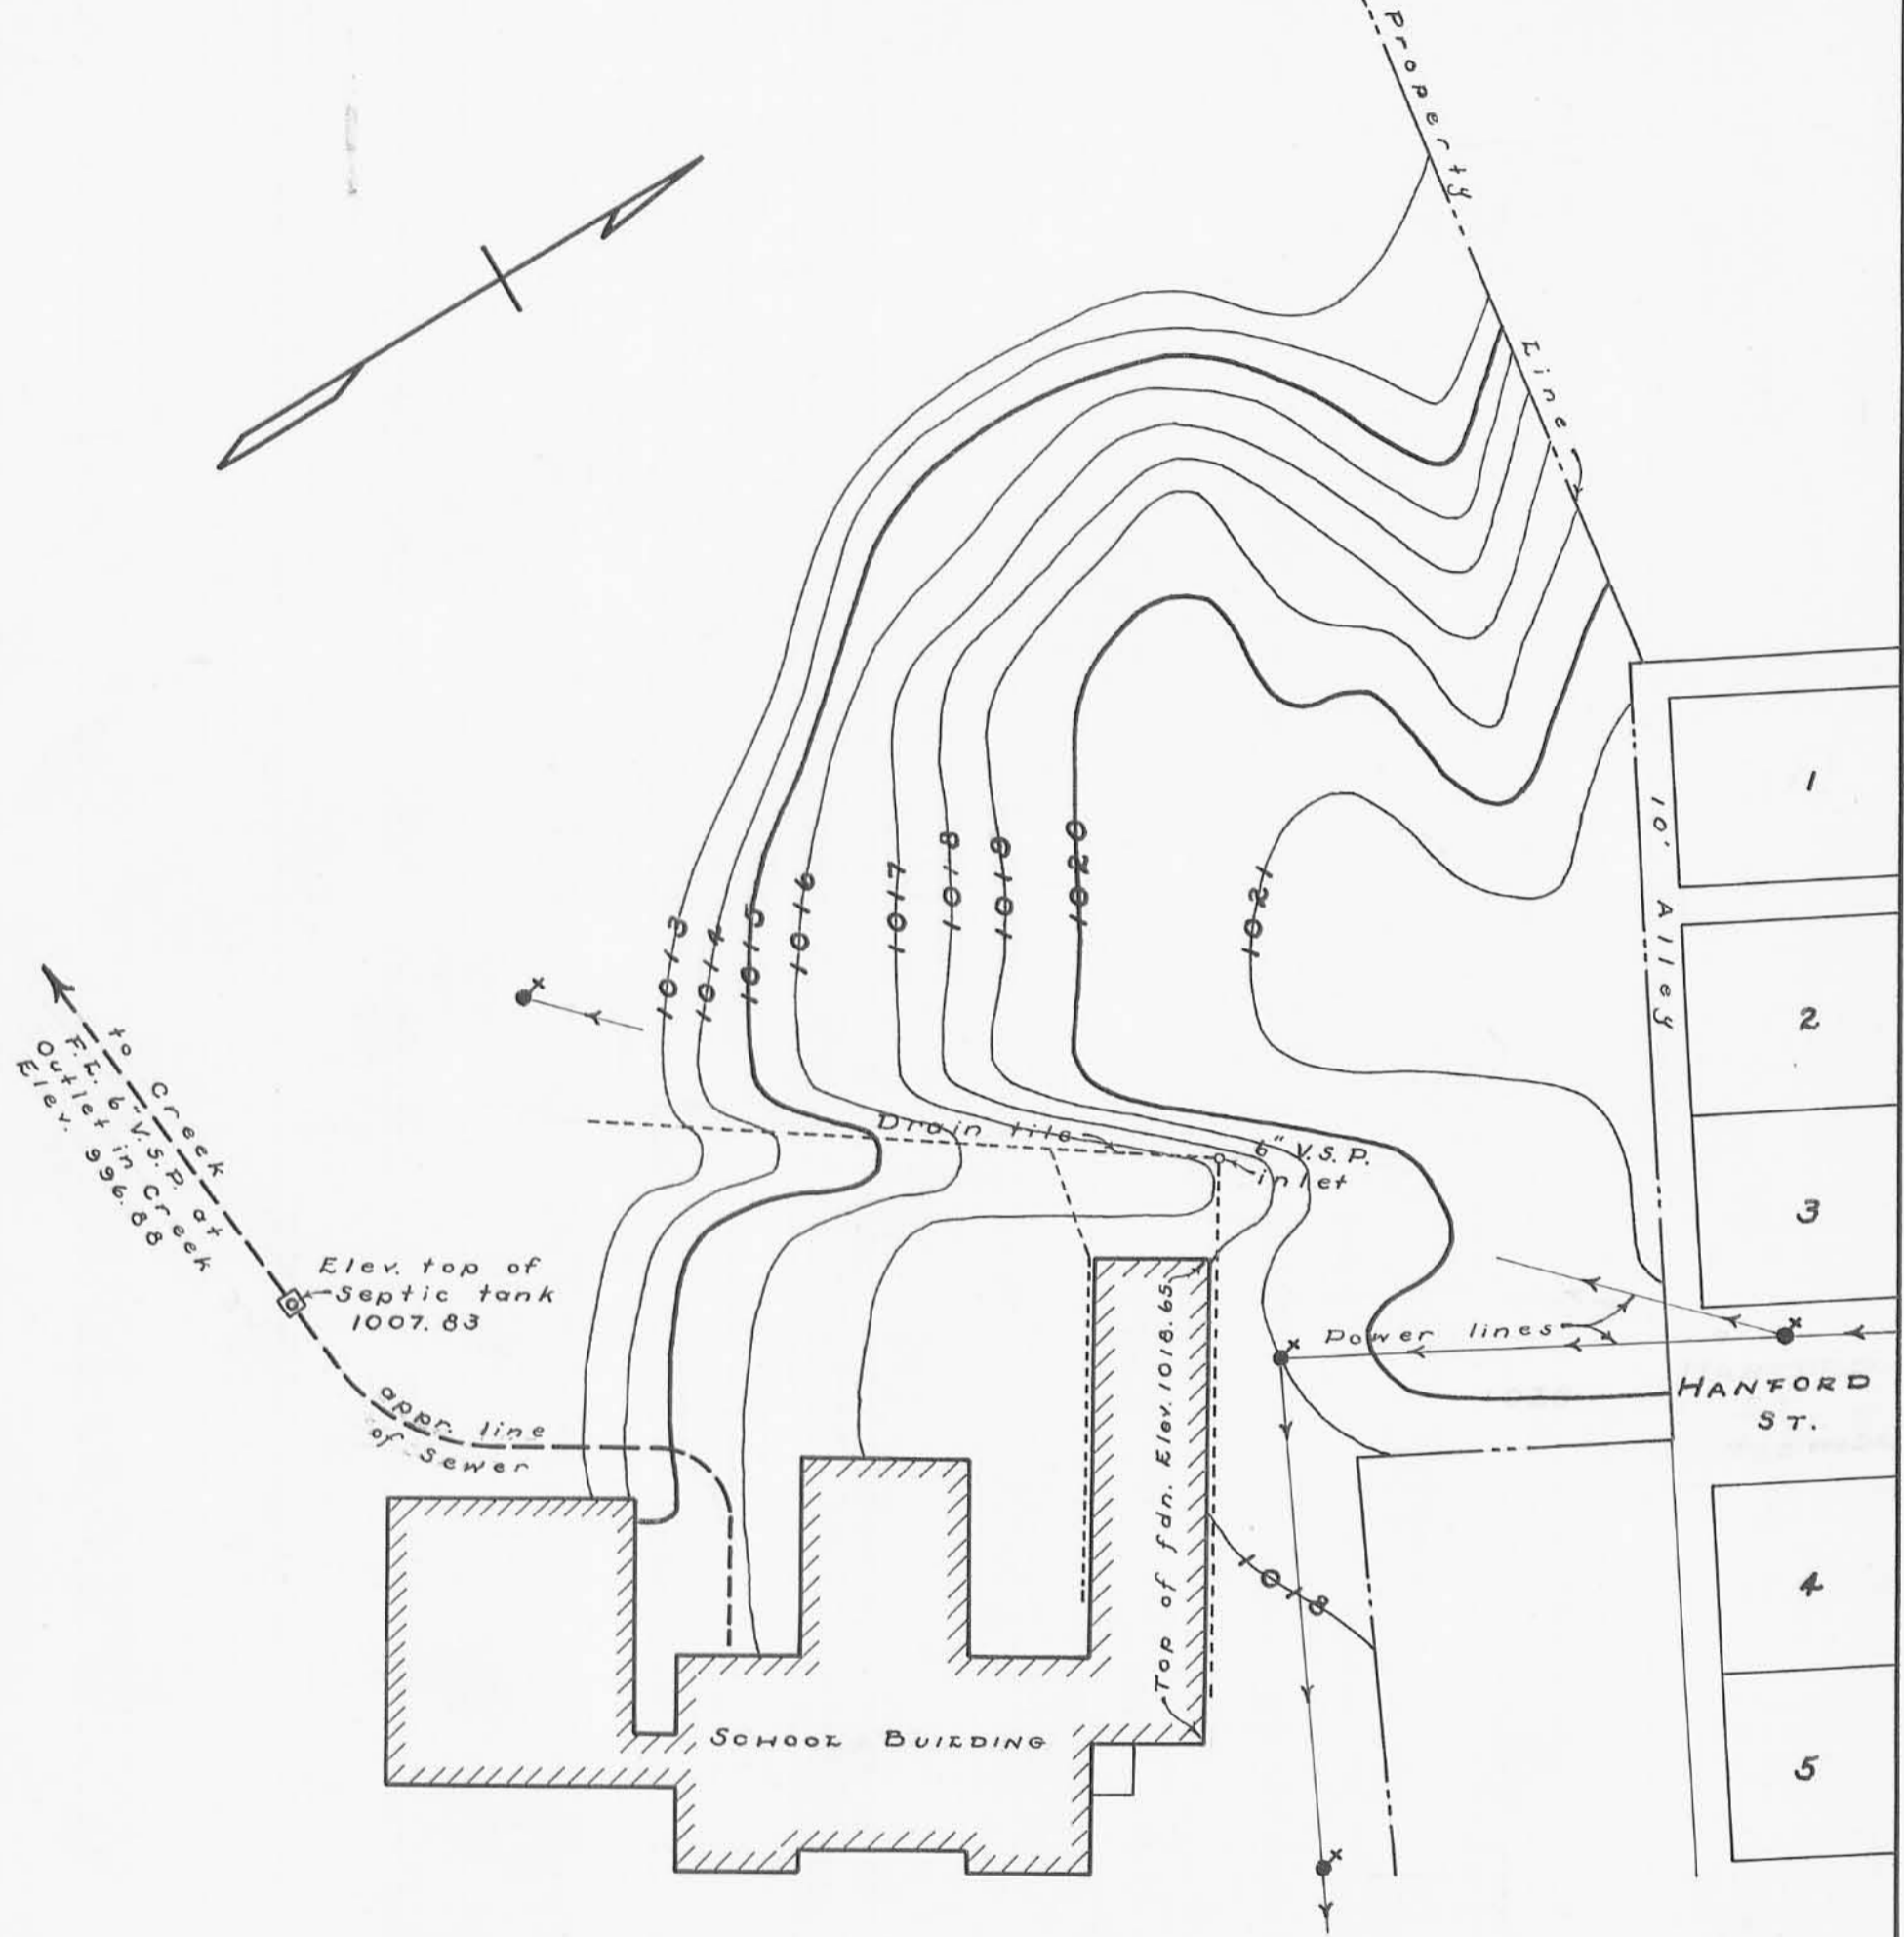 Property Line
1
10' Alley
1013
1014
1015
1016
1017
1018
1019
1020
1021
2
to Creek
F.L. 6" V.S.P. at
Outlet in Creek
Elev. 996.88
Drain tile
6" V.S.P.
inlet
3
Elev. top of
Septic tank
1007.83
Power lines
HANFORD
ST.
appr. line
of Sewer
Top of fdn. Elev. 1018.65
1018
4
SCHOOL BUILDING
5